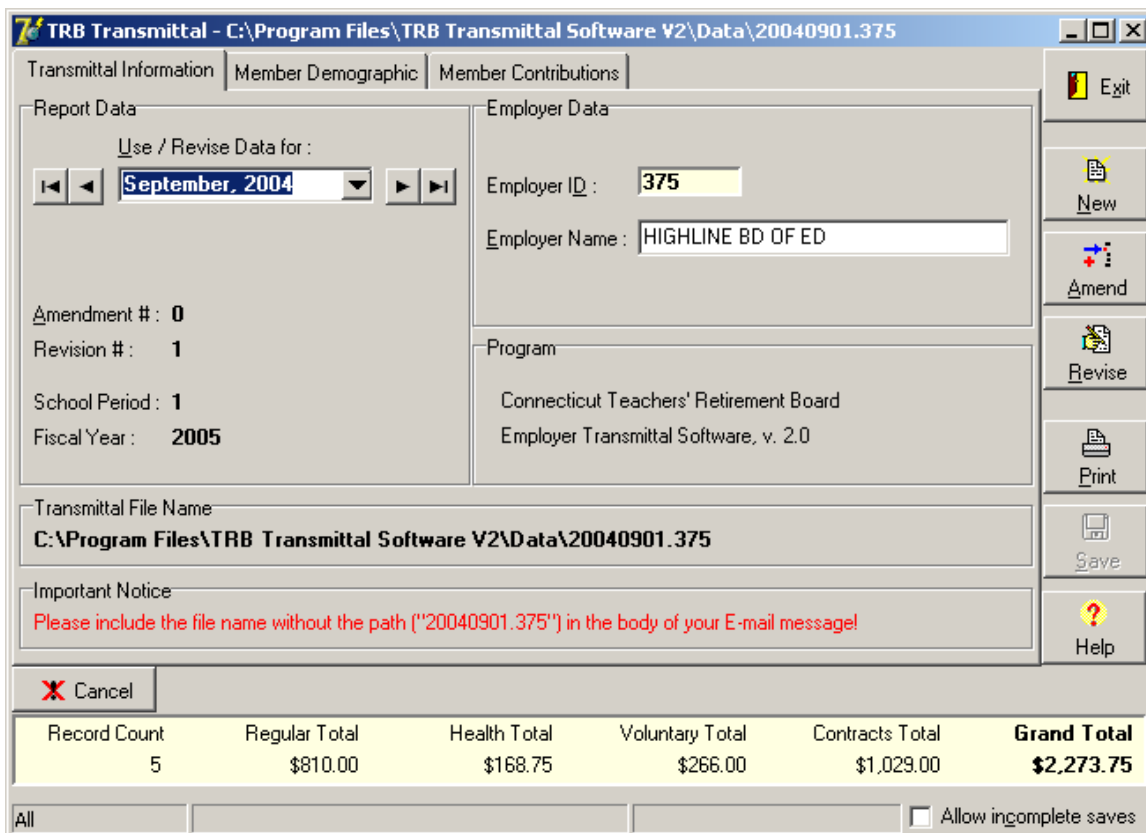 TRB Transmittal - C:\Program Files\TRB Transmittal Software V2\Data\20040901.375
Transmittal Information
Member Demographic
Member Contributions
Report Data
Use / Revise Data for :
September, 2004
Amendment # : 0
Revision # : 1
School Period : 1
Fiscal Year : 2005
Employer Data
Employer ID : 375
Employer Name : HIGHLINE BD OF ED
Program
Connecticut Teachers' Retirement Board
Employer Transmittal Software, v. 2.0
Transmittal File Name
C:\Program Files\TRB Transmittal Software V2\Data\20040901.375
Important Notice
Please include the file name without the path ("20040901.375") in the body of your E-mail message!
Exit
New
Amend
Revise
Print
Save
Help
Cancel
Record Count Regular Total Health Total Voluntary Total Contracts Total Grand Total
5 $810.00 $168.75 $266.00 $1,029.00 $2,273.75
All
Allow incomplete saves